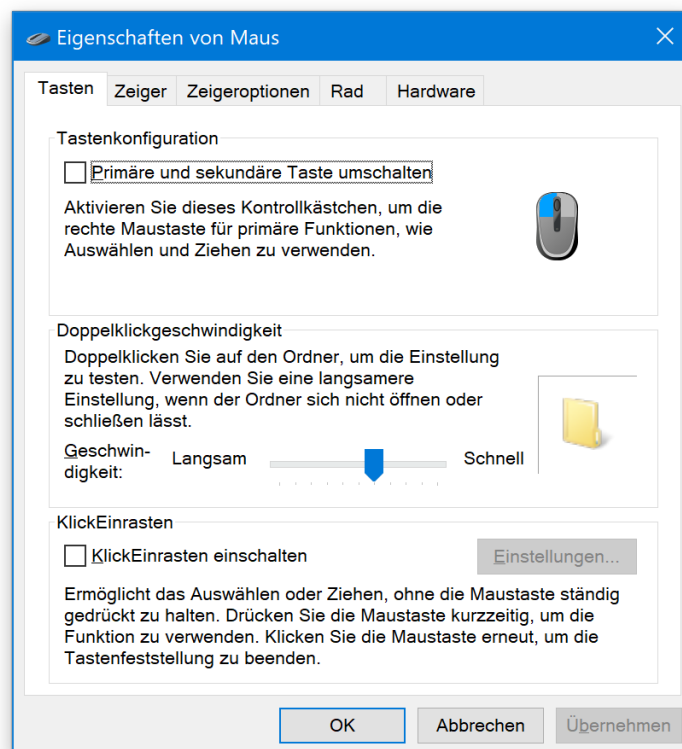 Eigenschaften von Maus
Tasten Zeiger Zeigeroptionen Rad Hardware
Tastenkonfiguration
Primäre und sekundäre Taste umschalten
Aktivieren Sie dieses Kontrollkästchen, um die
rechte Maustaste für primäre Funktionen, wie
Auswählen und Ziehen zu verwenden.
Doppelklickgeschwindigkeit
Doppelklicken Sie auf den Ordner, um die Einstellung
zu testen. Verwenden Sie eine langsamere
Einstellung, wenn der Ordner sich nicht öffnen oder
schließen lässt.
Geschwin-
digkeit:
Langsam Schnell
KlickEinrasten
KlickEinrasten einschalten Einstellungen...
Ermöglicht das Auswählen oder Ziehen, ohne die Maustaste ständig
gedrückt zu halten. Drücken Sie die Maustaste kurzzeitig, um die
Funktion zu verwenden. Klicken Sie die Maustaste erneut, um die
Tastenfeststellung zu beenden.
OK Abbrechen Übernehmen